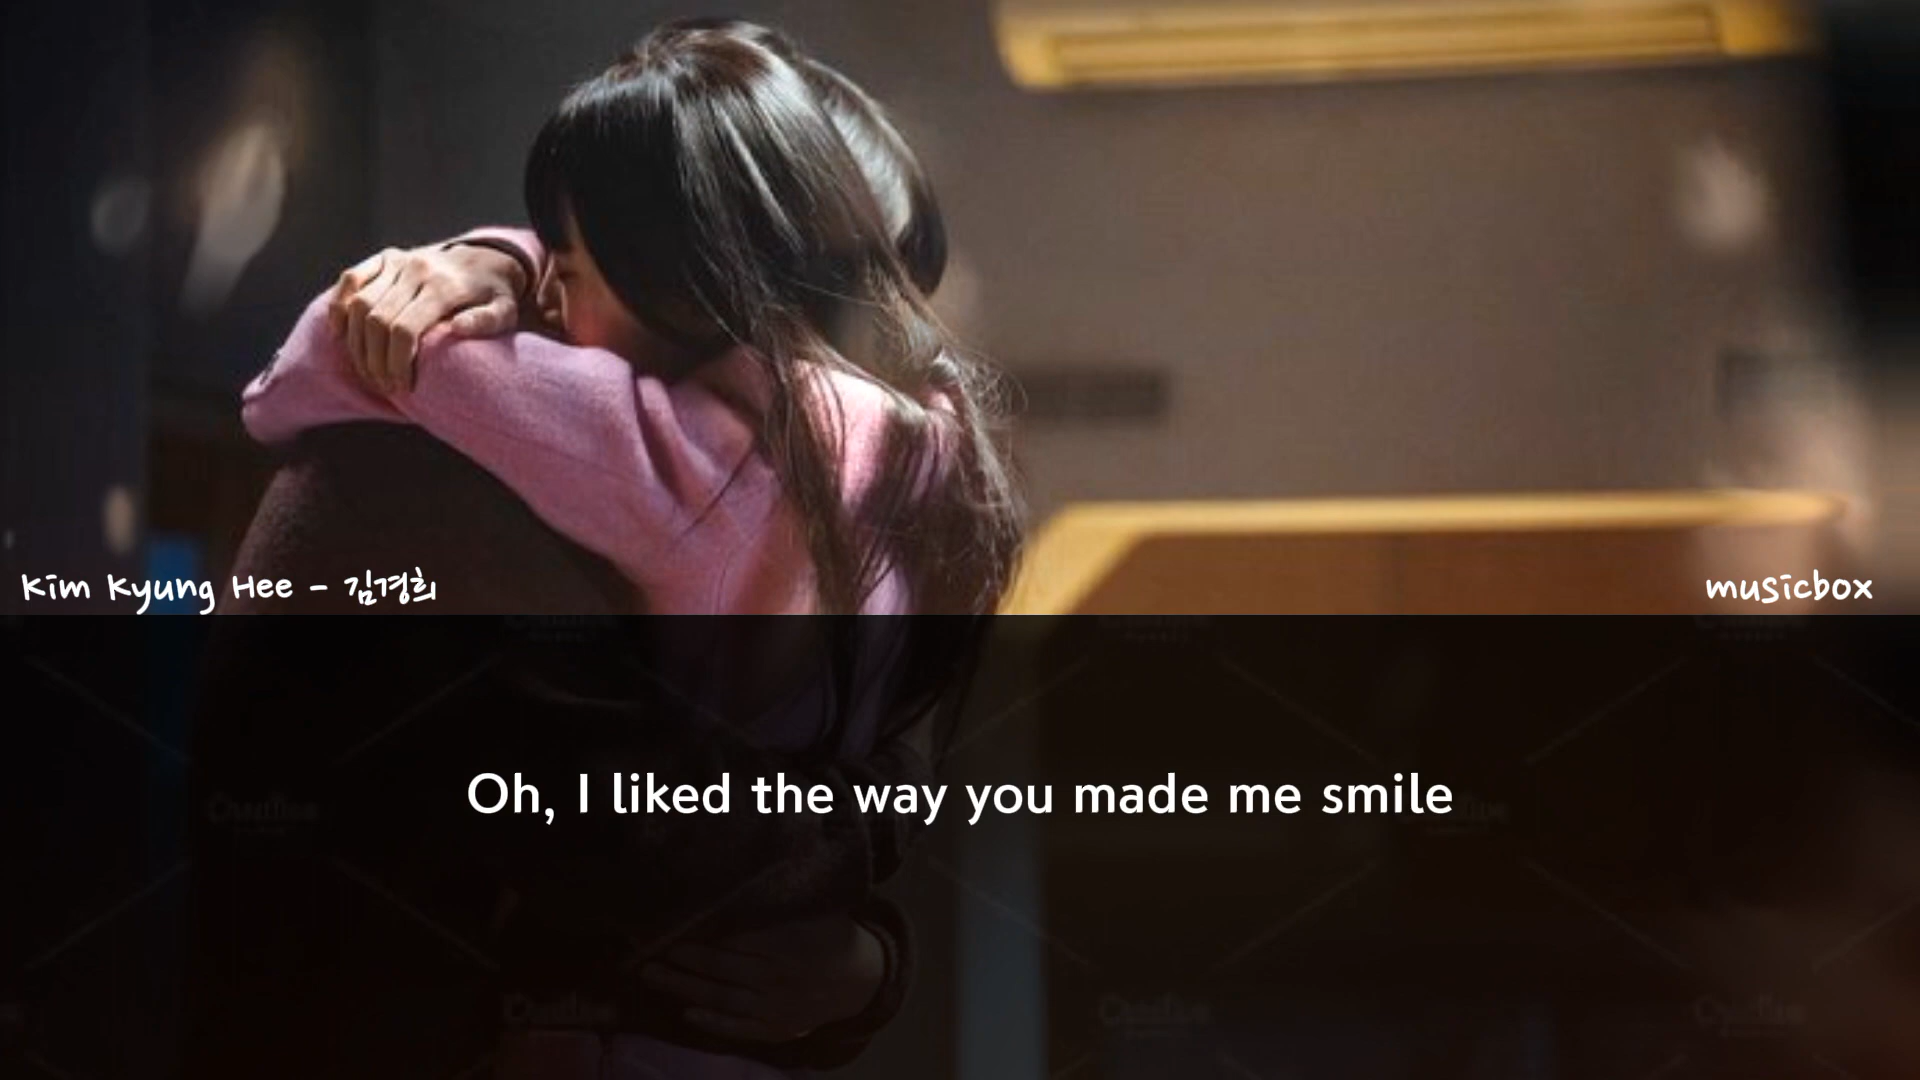 Kim Kyung Hee - 김경희
musicbox
Oh, I liked the way you made me smile